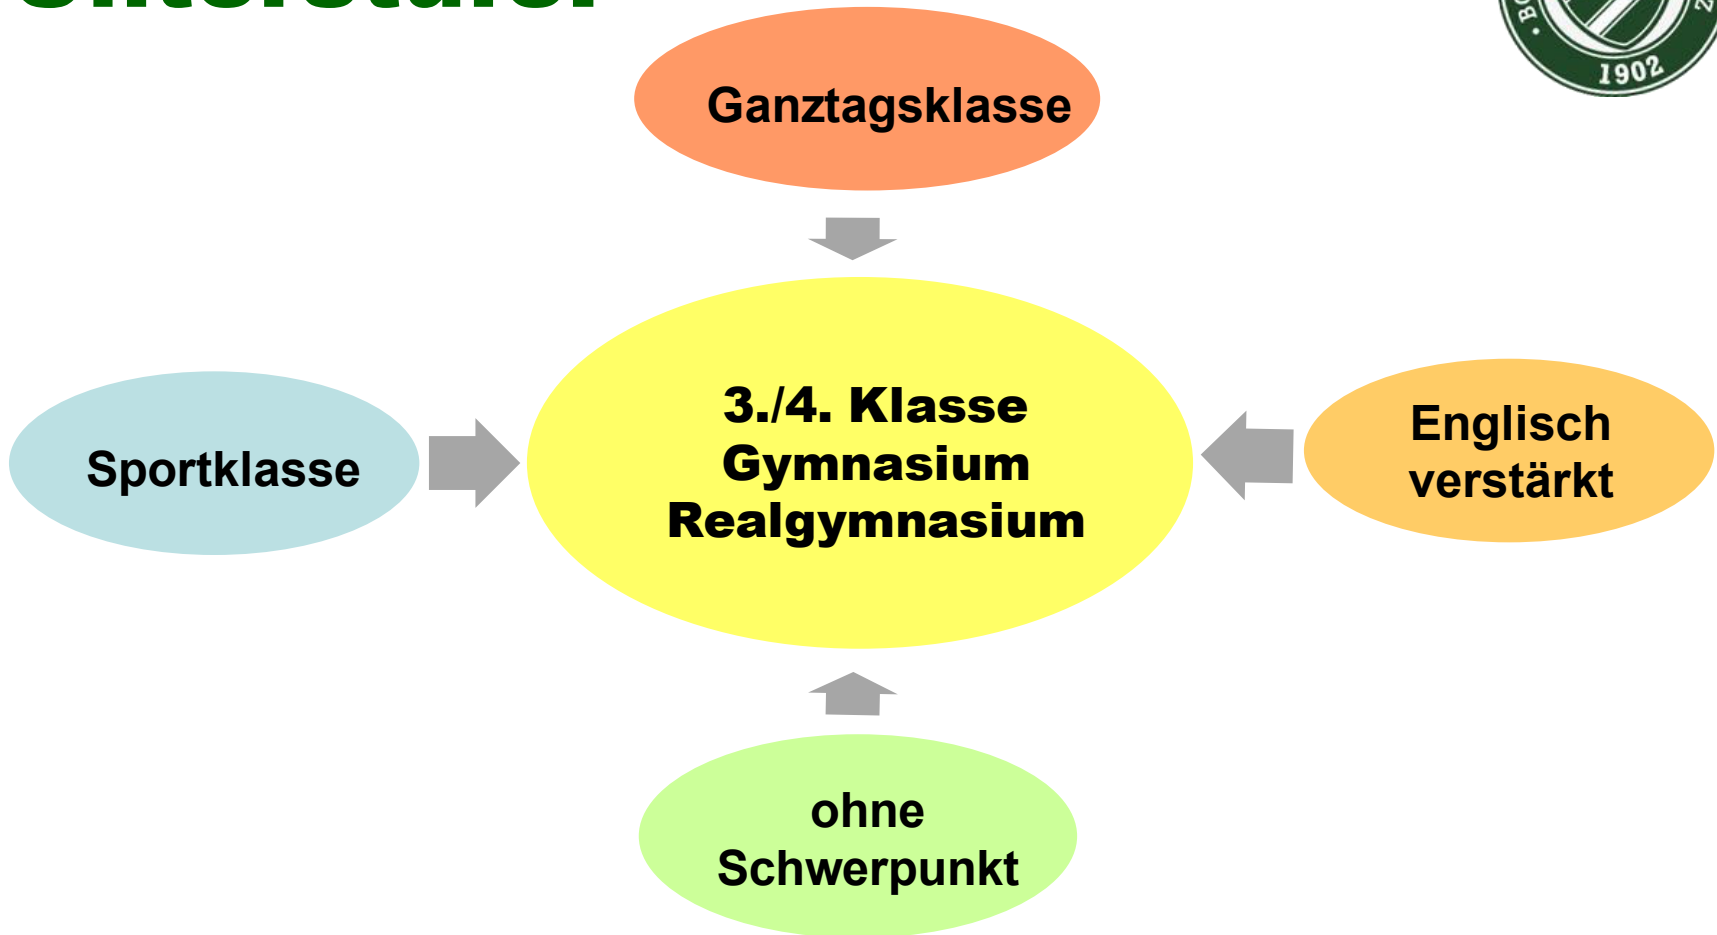 Ganztagsklasse
1902
3./4. Klasse
Gymnasium
Realgymnasium
Sportklasse
Englisch
verstärkt
ohne
Schwerpunkt